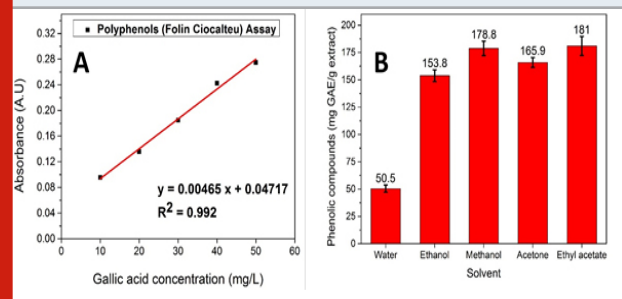 Polyphenols (Folin Ciocalteu) Assay
A
0.32
0.28
0.24
0.20
0.16
0.12
0.08
0.04
0.00
Absorbance (A.U)
y = 0.00465 x + 0.04717
R2 = 0.992
0 10 20 30 40 50 60
Gallic acid concentration (mg/L)
B
200
175
150
125
100
75
50
25
0
Phenolic compounds (mg GAE/g extract)
50.5
153.8
178.8
165.9
181
Water Ethanol Methanol Acetone Ethyl acetate
Solvent